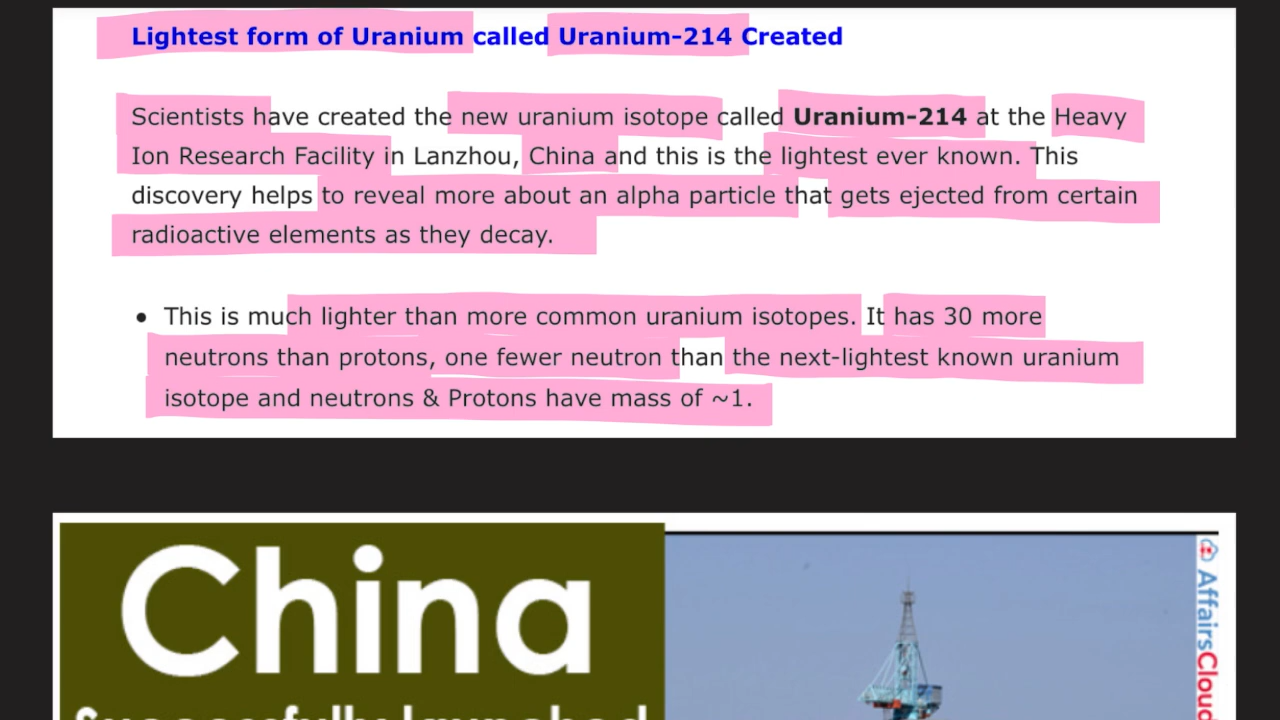 Lightest form of Uranium called Uranium-214 Created
Scientists have created the new uranium isotope called Uranium-214 at the Heavy
Ion Research Facility in Lanzhou, China and this is the lightest ever known. This
discovery helps to reveal more about an alpha particle that gets ejected from certain
radioactive elements as they decay.
• This is much lighter than more common uranium isotopes. It has 30 more
neutrons than protons, one fewer neutron than the next-lightest known uranium
isotope and neutrons & Protons have mass of ~1.
China
Successfully Launched
AffairsCloud